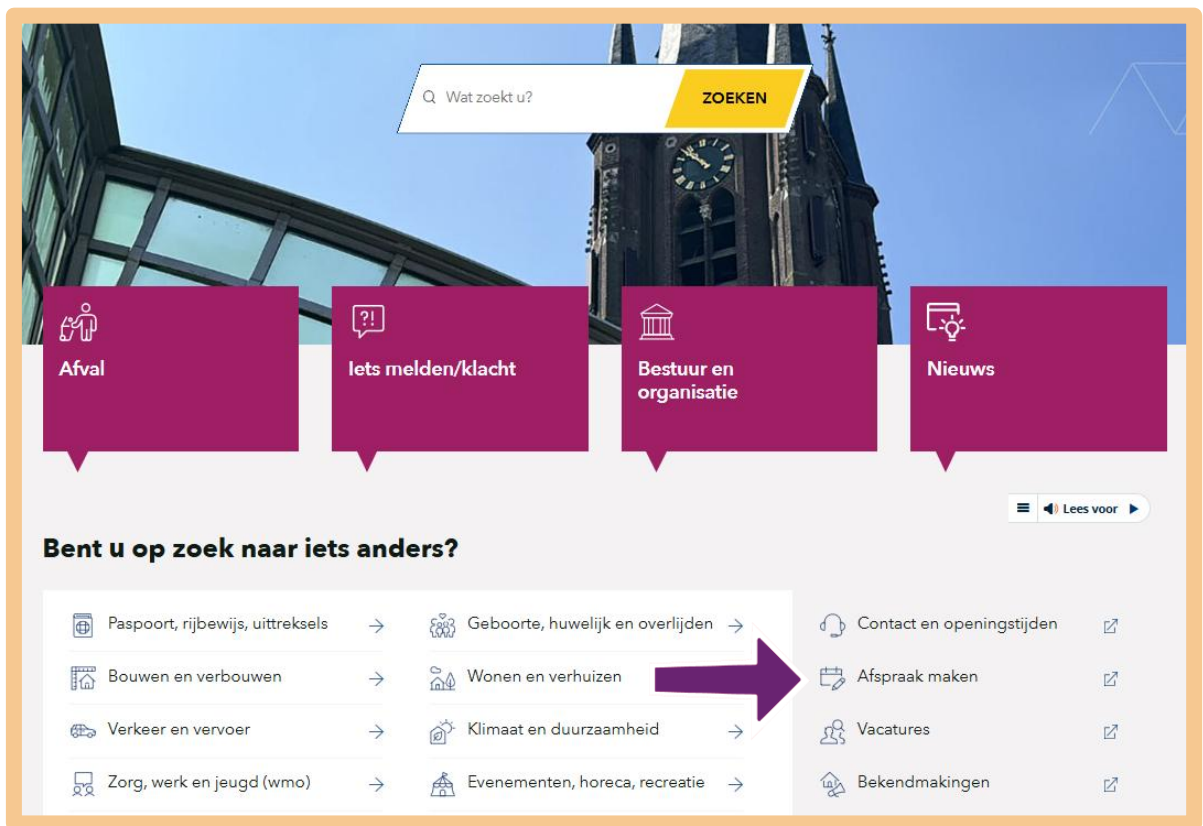 Wat zoekt u?
ZOEKEN
Afval
Iets melden/klacht
Bestuur en
organisatie
Nieuws
Lees voor
Bent u op zoek naar iets anders?
Paspoort, rijbewijs, uittreksels
Geboorte, huwelijk en overlijden
Contact en openingstijden
Bouwen en verbouwen
Wonen en verhuizen
Afspraak maken
Verkeer en vervoer
Klimaat en duurzaamheid
Vacatures
Zorg, werk en jeugd (wmo)
Evenementen, horeca, recreatie
Bekendmakingen